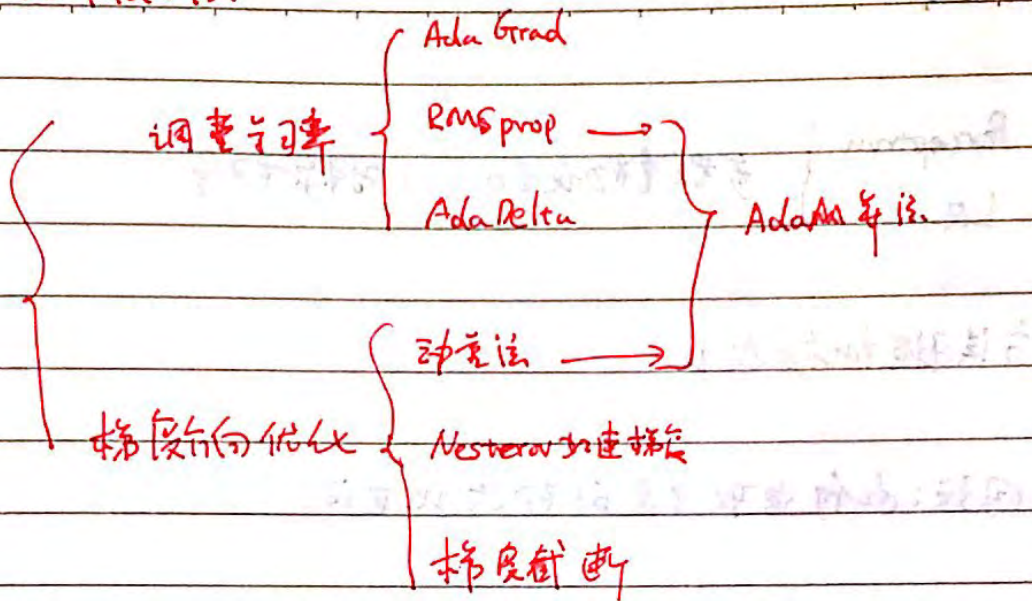 AdaGrad
调整学习率
RMSprop
AdaDelta
AdaM算法
动量法
梯度方向优化
Nesterov加速梯度
梯度截断